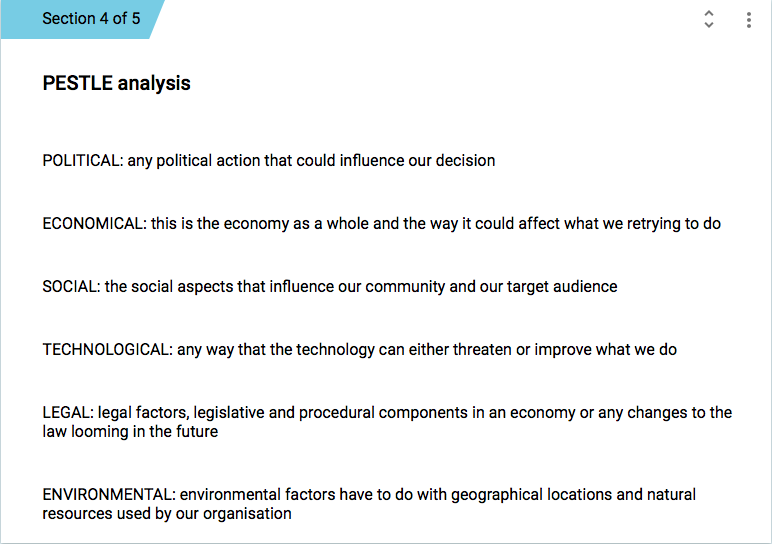 Section 4 of 5
PESTLE analysis
POLITICAL: any political action that could influence our decision
ECONOMICAL: this is the economy as a whole and the way it could affect what we retrying to do
SOCIAL: the social aspects that influence our community and our target audience
TECHNOLOGICAL: any way that the technology can either threaten or improve what we do
LEGAL: legal factors, legislative and procedural components in an economy or any changes to the
law looming in the future
ENVIRONMENTAL: environmental factors have to do with geographical locations and natural
resources used by our organisation